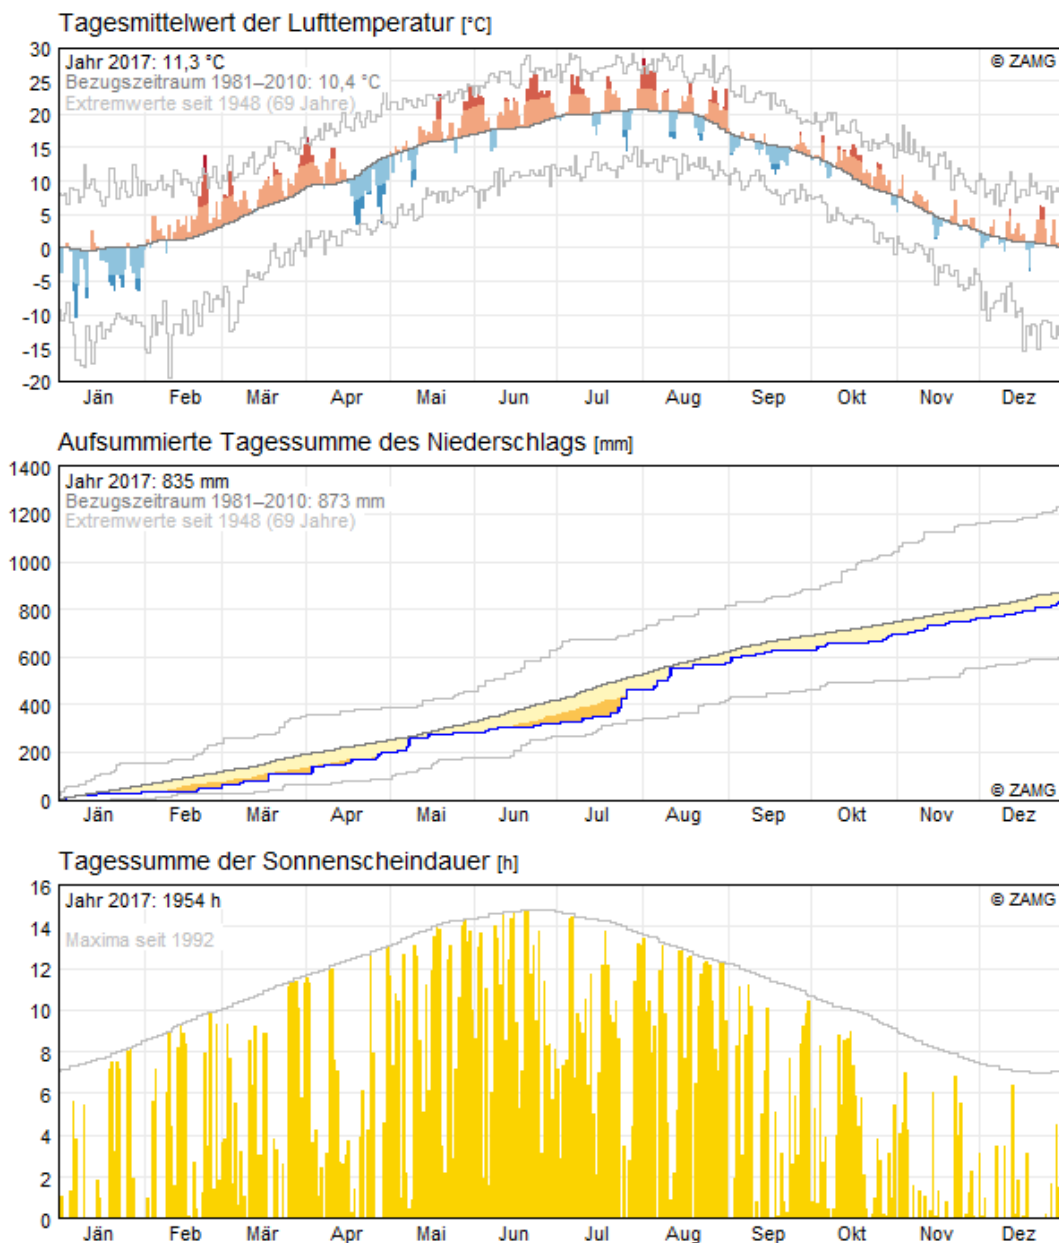 Tagesmittelwert der Lufttemperatur [°C]
30
25
20
15
10
5
0
-5
-10
-15
-20
Jahr 2017: 11,3 °C
Bezugszeitraum 1981–2010: 10,4 °C
Extremwerte seit 1948 (69 Jahre)
© ZAMG
Jän Feb Mär Apr Mai Jun Jul Aug Sep Okt Nov Dez
Aufsummierte Tagessumme des Niederschlags [mm]
1400
1200
1000
800
600
400
200
0
Jahr 2017: 835 mm
Bezugszeitraum 1981–2010: 873 mm
Extremwerte seit 1948 (69 Jahre)
© ZAMG
Jän Feb Mär Apr Mai Jun Jul Aug Sep Okt Nov Dez
Tagessumme der Sonnenscheindauer [h]
16
14
12
10
8
6
4
2
0
Jahr 2017: 1954 h
© ZAMG
Maxima seit 1992
Jän Feb Mär Apr Mai Jun Jul Aug Sep Okt Nov Dez